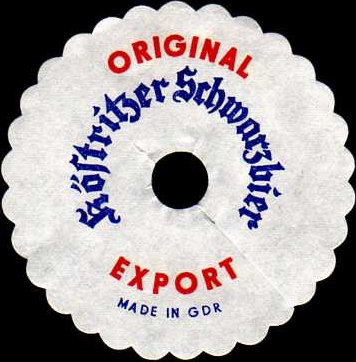 ORIGINAL
Köstritzer Schwarzbier
EXPORT
MADE IN GDR